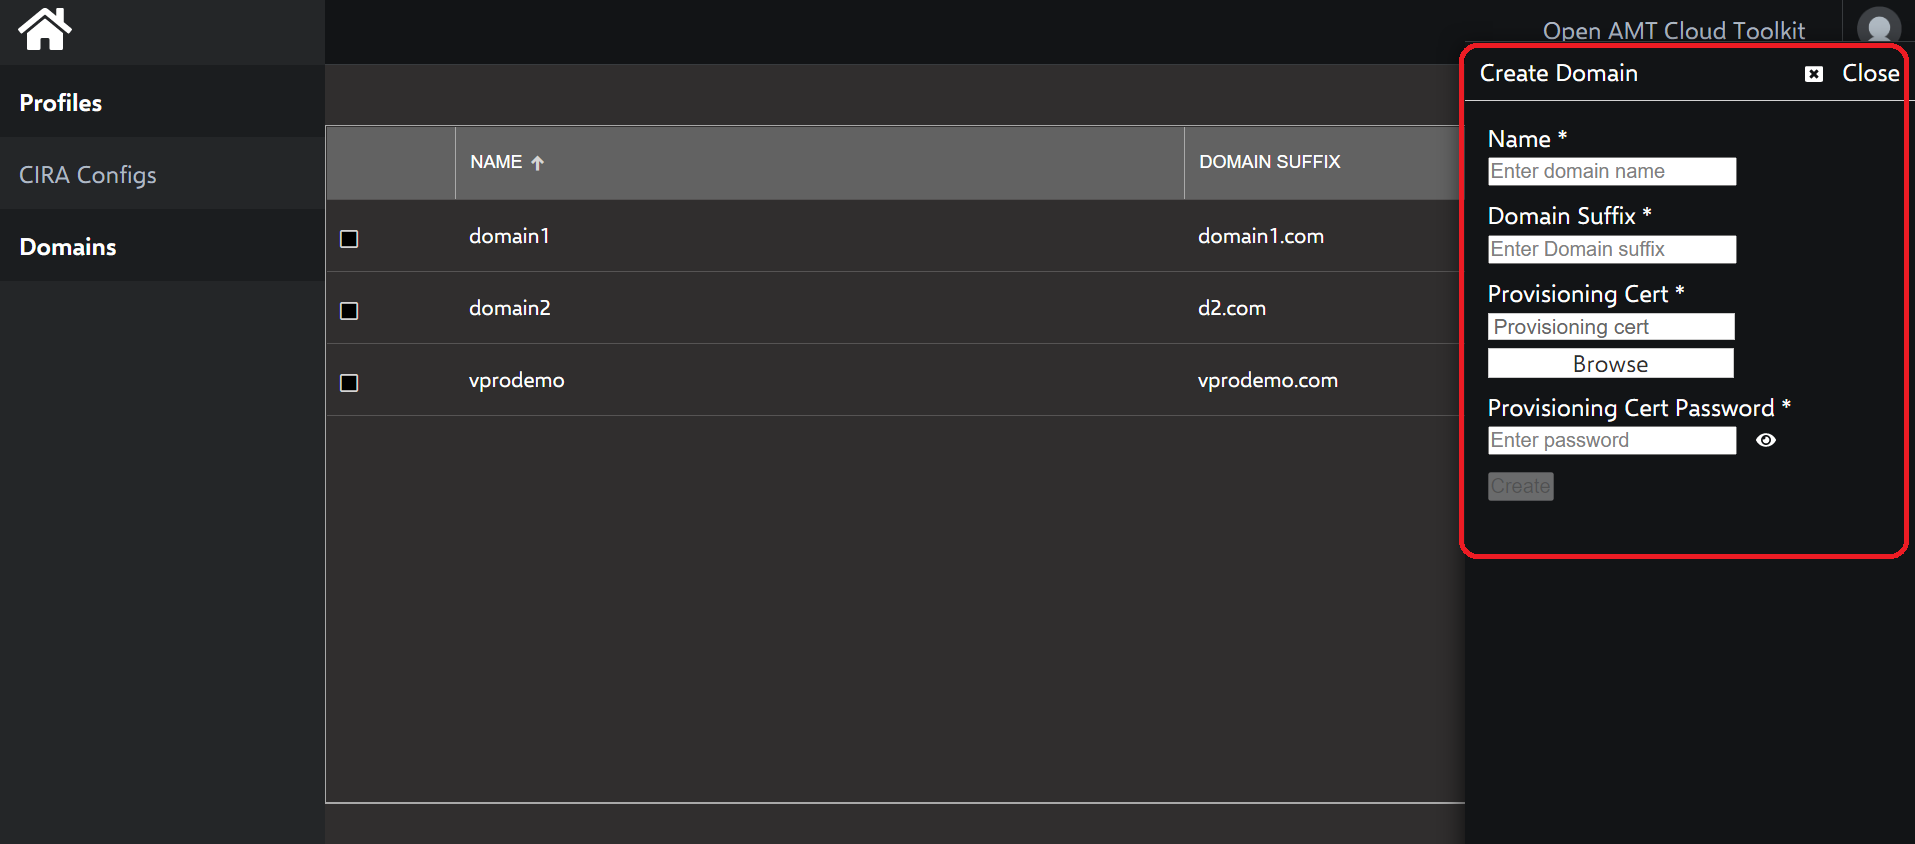 Open AMT Cloud Toolkit
Profiles
CIRA Configs
Domains
NAME DOMAIN SUFFIX
domain1 domain1.com
domain2 d2.com
vprodemo vprodemo.com
Create Domain Close
Name *
Enter domain name
Domain Suffix *
Enter Domain suffix
Provisioning Cert *
Provisioning cert
Browse
Provisioning Cert Password *
Enter password
Create